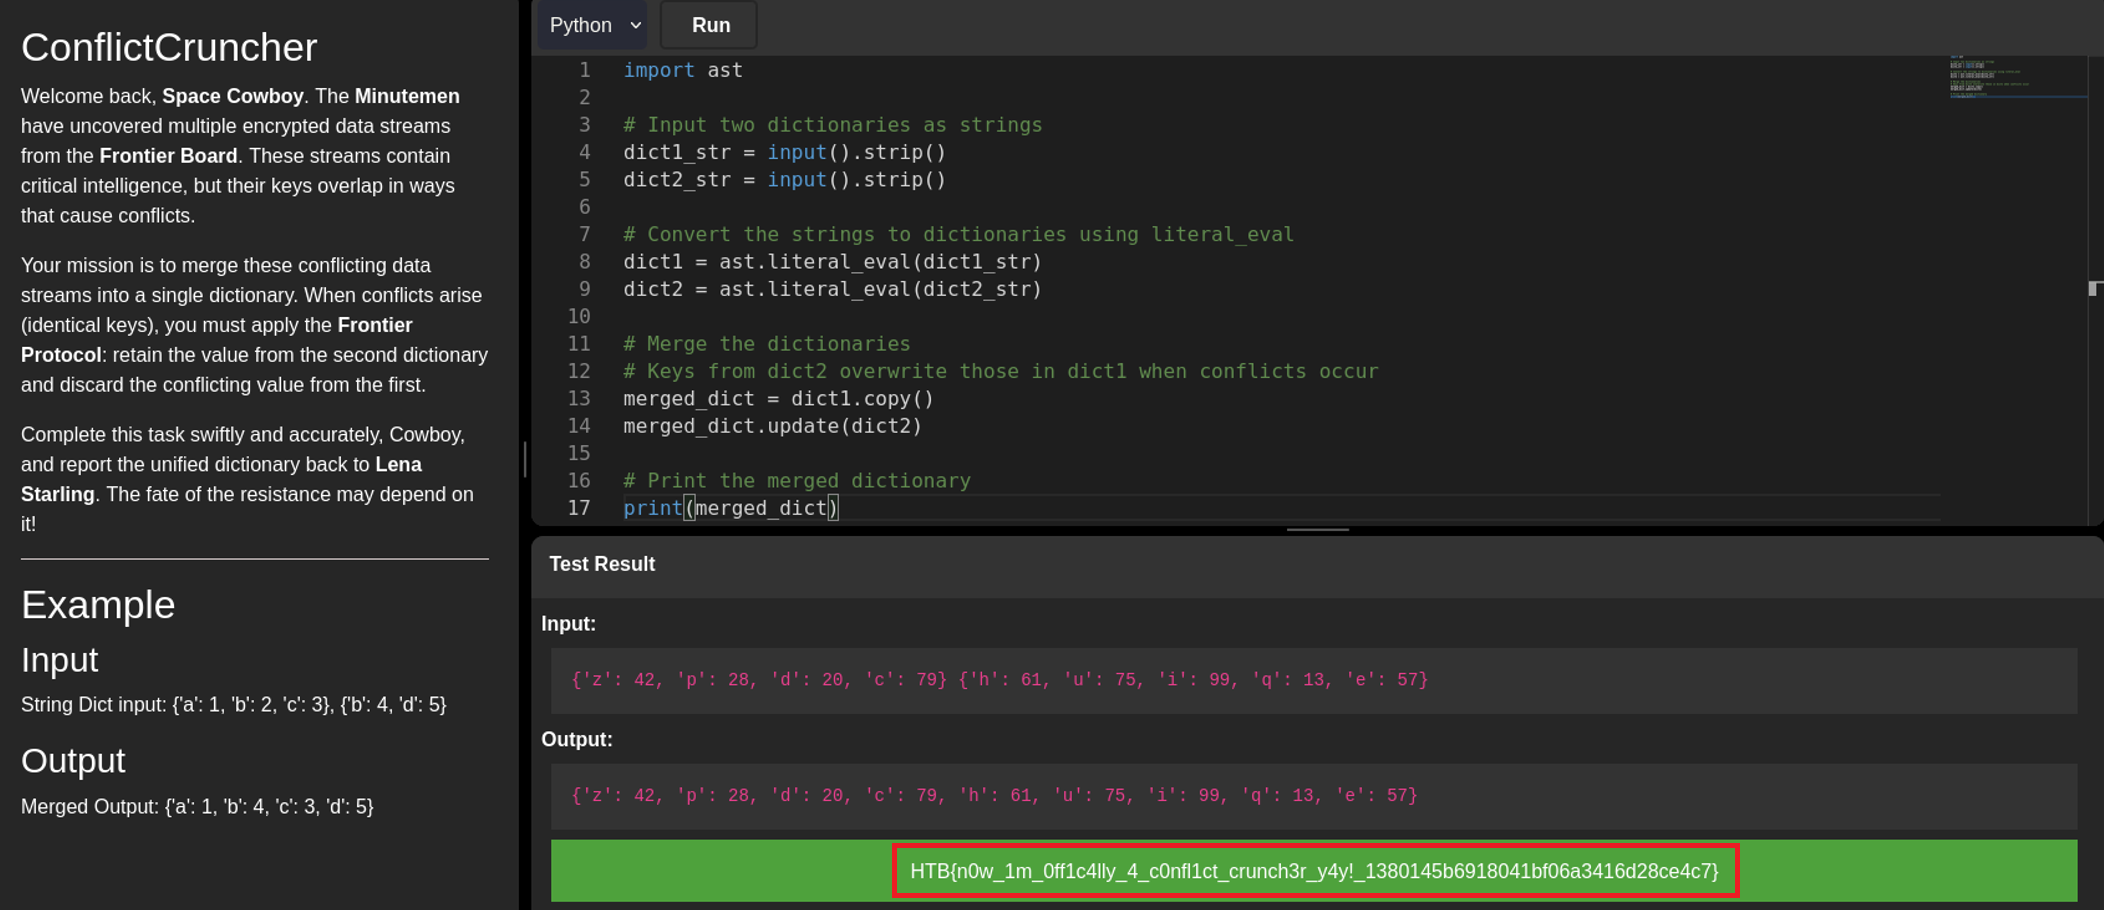 ConflictCruncher
Welcome back, Space Cowboy. The Minutemen
have uncovered multiple encrypted data streams
from the Frontier Board. These streams contain
critical intelligence, but their keys overlap in ways
that cause conflicts.
Your mission is to merge these conflicting data
streams into a single dictionary. When conflicts arise
(identical keys), you must apply the Frontier
Protocol: retain the value from the second dictionary
and discard the conflicting value from the first.
Complete this task swiftly and accurately, Cowboy,
and report the unified dictionary back to Lena
Starling. The fate of the resistance may depend on
it!
Example
Input
String Dict input: {'a': 1, 'b': 2, 'c': 3}, {'b': 4, 'd': 5}
Output
Merged Output: {'a': 1, 'b': 4, 'c': 3, 'd': 5}
Python Run
1 import ast
2
3 # Input two dictionaries as strings
4 dict1_str = input().strip()
5 dict2_str = input().strip()
6
7 # Convert the strings to dictionaries using literal_eval
8 dict1 = ast.literal_eval(dict1_str)
9 dict2 = ast.literal_eval(dict2_str)
10
11 # Merge the dictionaries
12 # Keys from dict2 overwrite those in dict1 when conflicts occur
13 merged_dict = dict1.copy()
14 merged_dict.update(dict2)
15
16 # Print the merged dictionary
17 print(merged_dict)
Test Result
Input:
{'z': 42, 'p': 28, 'd': 20, 'c': 79} {'h': 61, 'u': 75, 'i': 99, 'q': 13, 'e': 57}
Output:
{'z': 42, 'p': 28, 'd': 20, 'c': 79, 'h': 61, 'u': 75, 'i': 99, 'q': 13, 'e': 57}
HTB{n0w_1m_0ff1c4lly_4_c0nfl1ct_crunch3r_y4y!_1380145b6918041bf06a3416d28ce4c7}